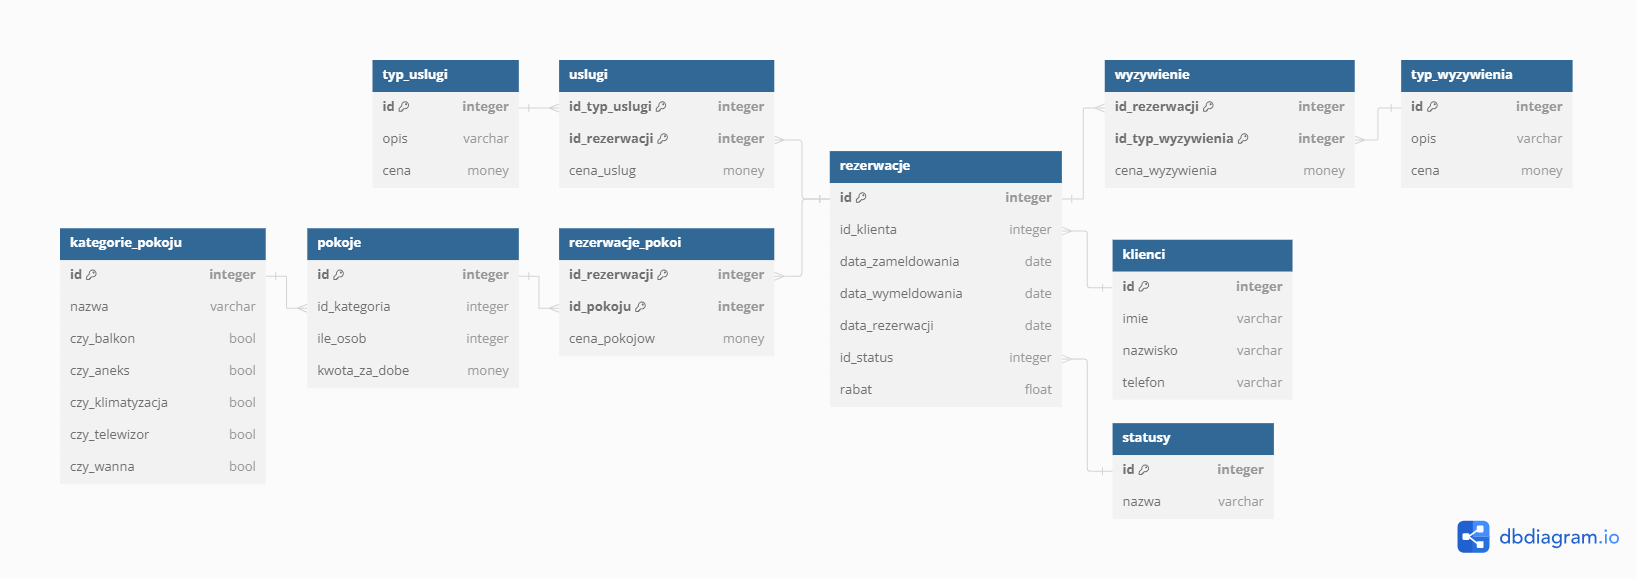 typ_uslugi
id integer
opis varchar
cena money
uslugi
id_typ_uslugi integer
id_rezerwacji integer
cena_uslug money
wyzywienie
id_rezerwacji integer
id_typ_wyzywienia integer
cena_wyzywienia money
typ_wyzywienia
id integer
opis varchar
cena money
rezerwacje
id integer
id_klienta integer
data_zameldowania date
data_wymeldowania date
data_rezerwacji date
id_status integer
rabat float
kategorie_pokoju
id integer
nazwa varchar
czy_balkon bool
czy_aneks bool
czy_klimatyzacja bool
czy_telewizor bool
czy_wanna bool
pokoje
id integer
id_kategoria integer
ile_osob integer
kwota_za_dobe money
rezerwacje_pokoi
id_rezerwacji integer
id_pokoju integer
cena_pokojow money
klienci
id integer
imie varchar
nazwisko varchar
telefon varchar
statusy
id integer
nazwa varchar
dbdiagram.io